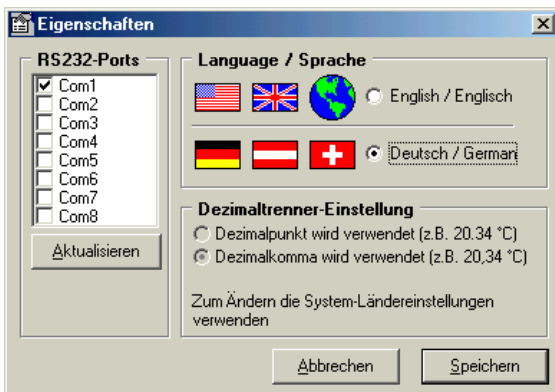 Eigenschaften
RS232-Ports
Com1
Com2
Com3
Com4
Com5
Com6
Com7
Com8
Aktualisieren
Language / Sprache
English / Englisch
Deutsch / German
Dezimaltrenner-Einstellung
Dezimalpunkt wird verwendet (z.B. 20.34 °C)
Dezimalkomma wird verwendet (z.B. 20,34 °C)
Zum Ändern die System-Ländereinstellungen
verwenden
Abbrechen
Speichern